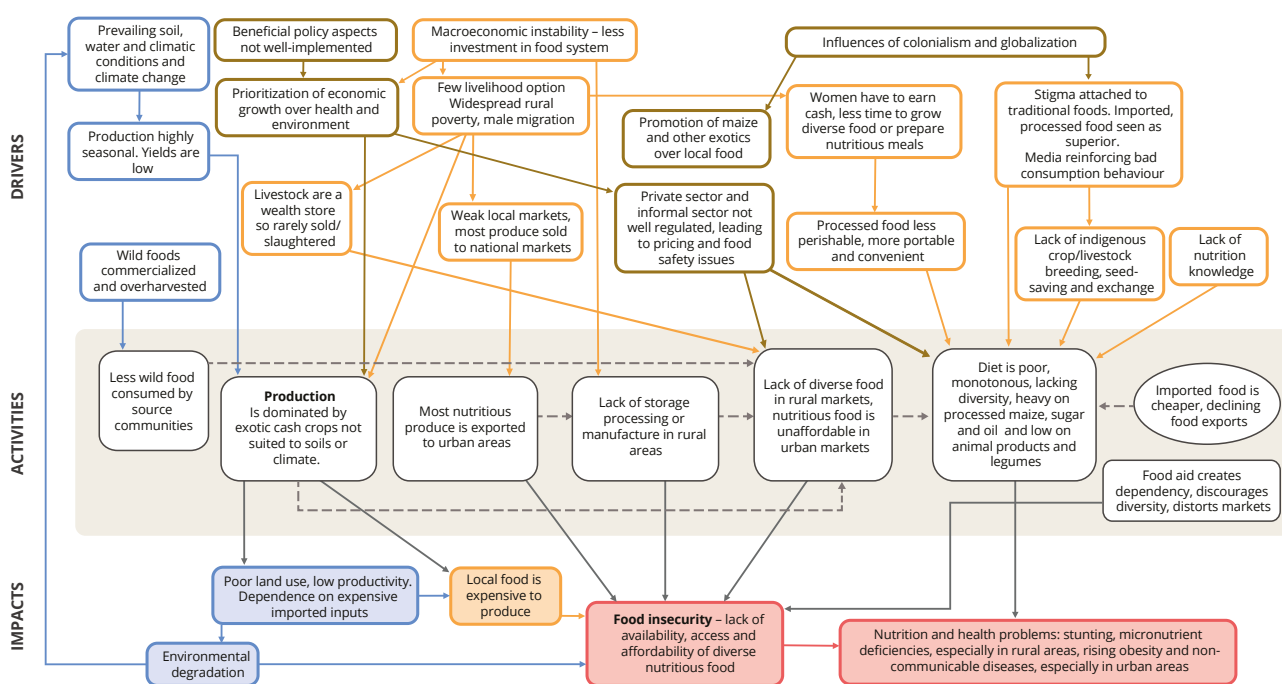 DRIVERS
Prevailing soil,
water and climatic
conditions and
climate change
Beneficial policy aspects
not well-implemented
Macroeconomic instability – less
investment in food system
Influences of colonialism and globalization
Prioritization of economic
growth over health and
environment
Few livelihood option
Widespread rural
poverty, male migration
Women have to earn
cash, less time to grow
diverse food or prepare
nutritious meals
Stigma attached to
traditional foods. Imported,
processed food seen as
superior.
Media reinforcing bad
consumption behaviour
Production highly
seasonal. Yields are
low
Promotion of maize
and other exotics
over local food
Livestock are a
wealth store
so rarely sold/
slaughtered
Weak local markets,
most produce sold
to national markets
Private sector and
informal sector not
well regulated, leading
to pricing and food
safety issues
Processed food less
perishable, more portable
and convenient
Lack of indigenous
crop/livestock
breeding, seed-
saving and exchange
Lack of
nutrition
knowledge
Wild foods
commercialized
and overharvested
ACTIVITIES
Less wild food
consumed by
source
communities
Production
Is dominated by
exotic cash crops not
suited to soils or
climate.
Most nutritious
produce is exported
to urban areas
Lack of storage
processing or
manufacture in rural
areas
Lack of diverse food
in rural markets,
nutritious food is
unaffordable in
urban markets
Diet is poor,
monotonous, lacking
diversity, heavy on
processed maize, sugar
and oil and low on
animal products and
legumes
Imported food is
cheaper, declining
food exports
Food aid creates
dependency, discourages
diversity, distorts markets
IMPACTS
Poor land use, low productivity.
Dependence on expensive
imported inputs
Local food is
expensive to
produce
Environmental
degradation
Food insecurity – lack of
availability, access and
affordability of diverse
nutritious food
Nutrition and health problems: stunting, micronutrient
deficiencies, especially in rural areas, rising obesity and non-
communicable diseases, especially in urban areas